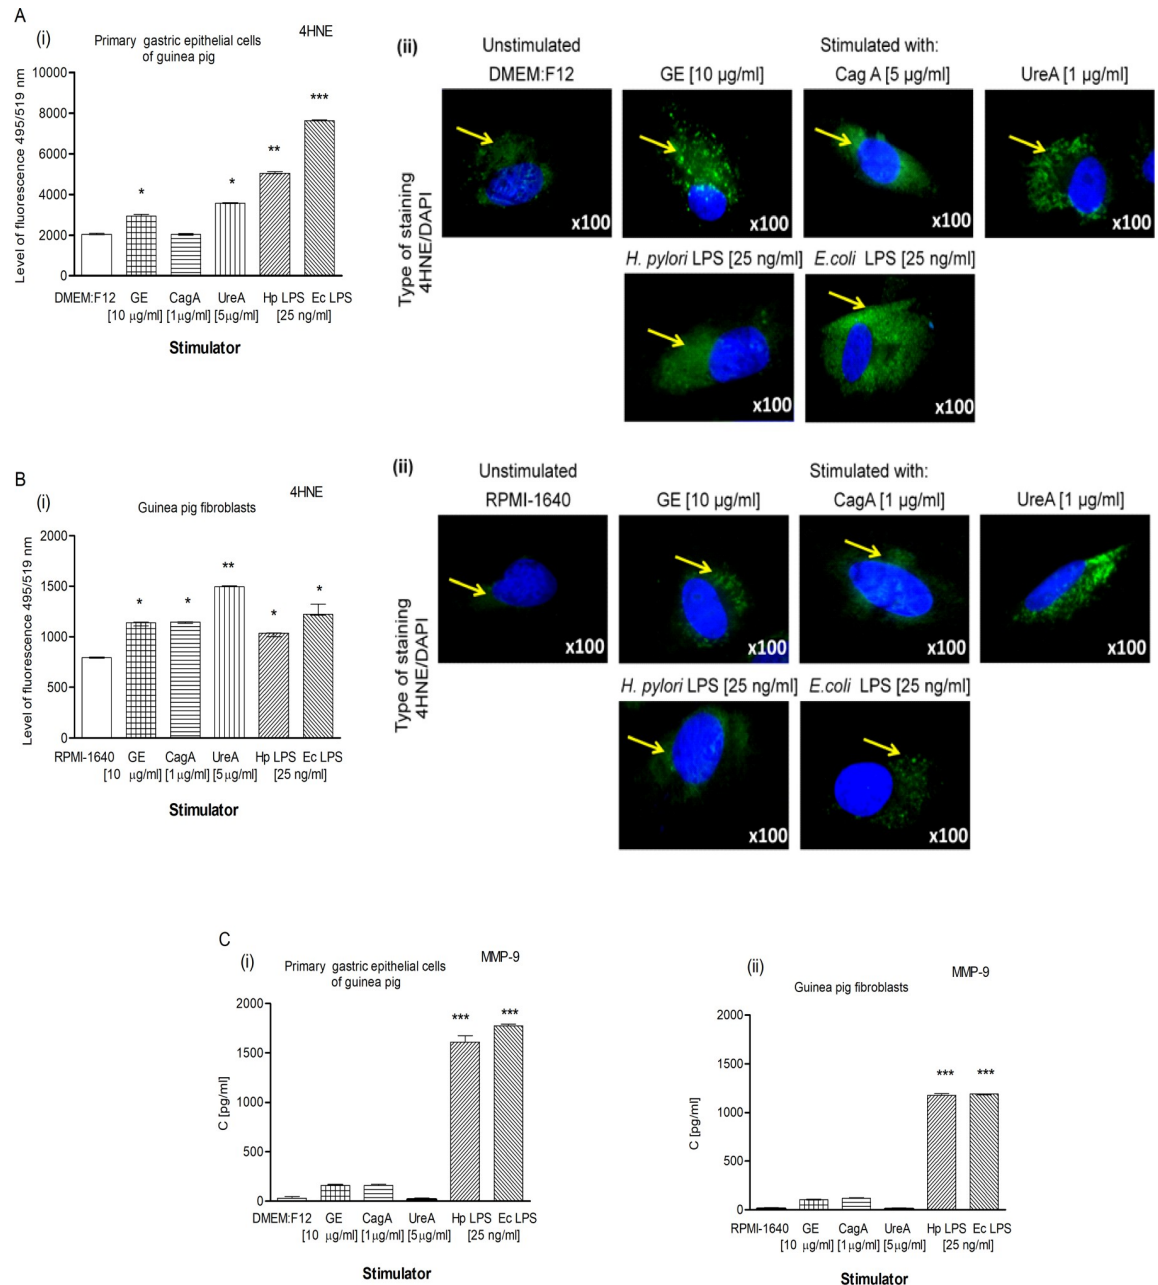 A
(i)
Primary gastric epithelial cells
of guinea pig
4HNE
Level of fluorescence 495/519 nm
10000
8000
6000
4000
2000
0
*
*
**
***
DMEM:F12 GE CagA UreA Hp LPS Ec LPS
[10 µg/ml] [1µg/ml] [5µg/ml] [25 ng/ml]
Stimulator
(ii)
Unstimulated
Stimulated with:
DMEM:F12
GE [10 µg/ml]
Cag A [5 µg/ml]
UreA [1 µg/ml]
Type of staining
4HNE/DAPI
x100
x100
x100
x100
H. pylori LPS [25 ng/ml]
E.coli LPS [25 ng/ml]
x100
x100
B
(i)
Guinea pig fibroblasts
4HNE
Level of fluorescence 495/519 nm
2000
1500
1000
500
0
*
*
**
*
*
RPMI-1640 GE CagA UreA Hp LPS Ec LPS
[10 µg/ml] [1µg/ml] [5µg/ml] [25 ng/ml]
Stimulator
(ii)
Unstimulated
Stimulated with:
RPMI-1640
GE [10 µg/ml]
CagA [1 µg/ml]
UreA [1 µg/ml]
Type of staining
4HNE/DAPI
x100
x100
x100
x100
H. pylori LPS [25 ng/ml]
E.coli LPS [25 ng/ml]
x100
x100
C
(i)
Primary gastric epithelial cells
of guinea pig
MMP-9
C [pg/ml]
2000
1500
1000
500
0
***
***
DMEM:F12 GE CagA UreA Hp LPS Ec LPS
[10 µg/ml] [1µg/ml] [5µg/ml] [25 ng/ml]
Stimulator
(ii)
Guinea pig fibroblasts
MMP-9
C [pg/ml]
2000
1500
1000
500
0
***
***
RPMI-1640 GE CagA UreA Hp LPS Ec LPS
[10 µg/ml] [1µg/ml] [5µg/ml] [25 ng/ml]
Stimulator